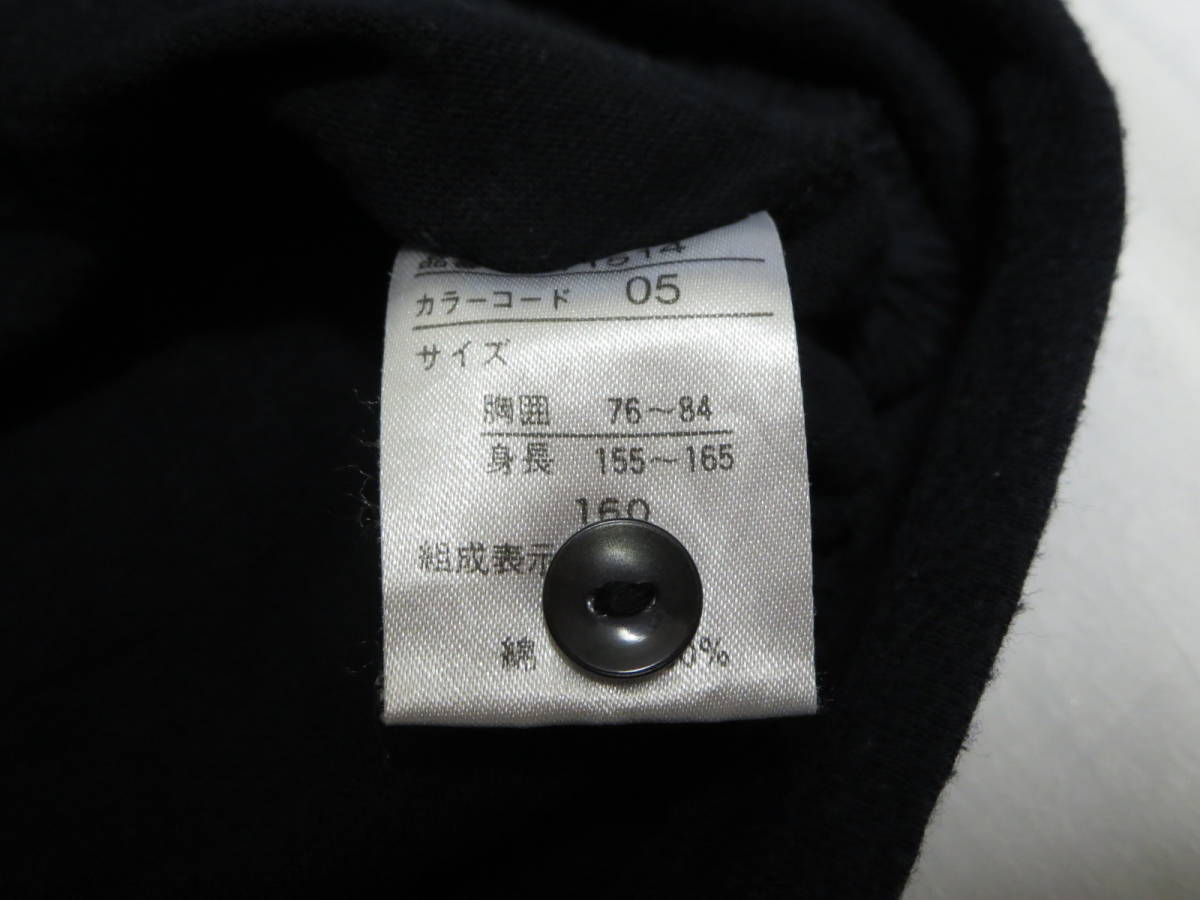 1514
カラーコード 05
サイズ
胸囲 76~84
身長 155~165
160
組成表示
綿 %